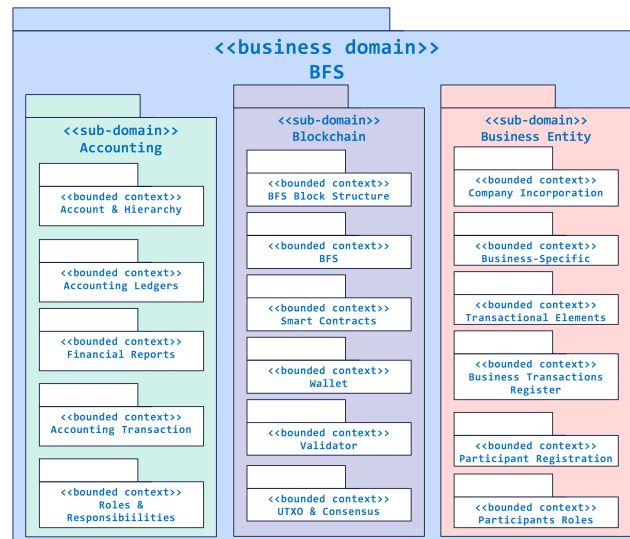 <<business domain>>
BFS
<<sub-domain>>
Accounting
<<bounded context>>
Account & Hierarchy
<<bounded context>>
Accounting Ledgers
<<bounded context>>
Financial Reports
<<bounded context>>
Accounting Transaction
<<bounded context>>
Roles &
Responsibiilities
<<sub-domain>>
Blockchain
<<bounded context>>
BFS Block Structure
<<bounded context>>
BFS
<<bounded context>>
Smart Contracts
<<bounded context>>
Wallet
<<bounded context>>
Validator
<<bounded context>>
UTXO & Consensus
<<sub-domain>>
Business Entity
<<bounded context>>
Company Incorporation
<<bounded context>>
Business-Specific
<<bounded context>>
Transactional Elements
<<bounded context>>
Business Transactions
Register
<<bounded context>>
Participant Registration
<<bounded context>>
Participants Roles